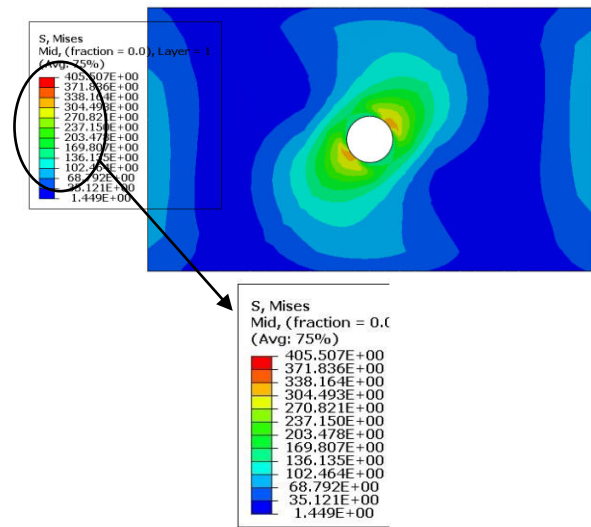 S, Mises
Mid, (fraction = 0.0), Layer = 1
(Avg: 75%)
405.507E+00
371.836E+00
338.164E+00
304.493E+00
270.821E+00
237.150E+00
203.478E+00
169.807E+00
136.135E+00
102.464E+00
68.792E+00
35.121E+00
1.449E+00
S, Mises
Mid, (fraction = 0.0
(Avg: 75%)
405.507E+00
371.836E+00
338.164E+00
304.493E+00
270.821E+00
237.150E+00
203.478E+00
169.807E+00
136.135E+00
102.464E+00
68.792E+00
35.121E+00
1.449E+00